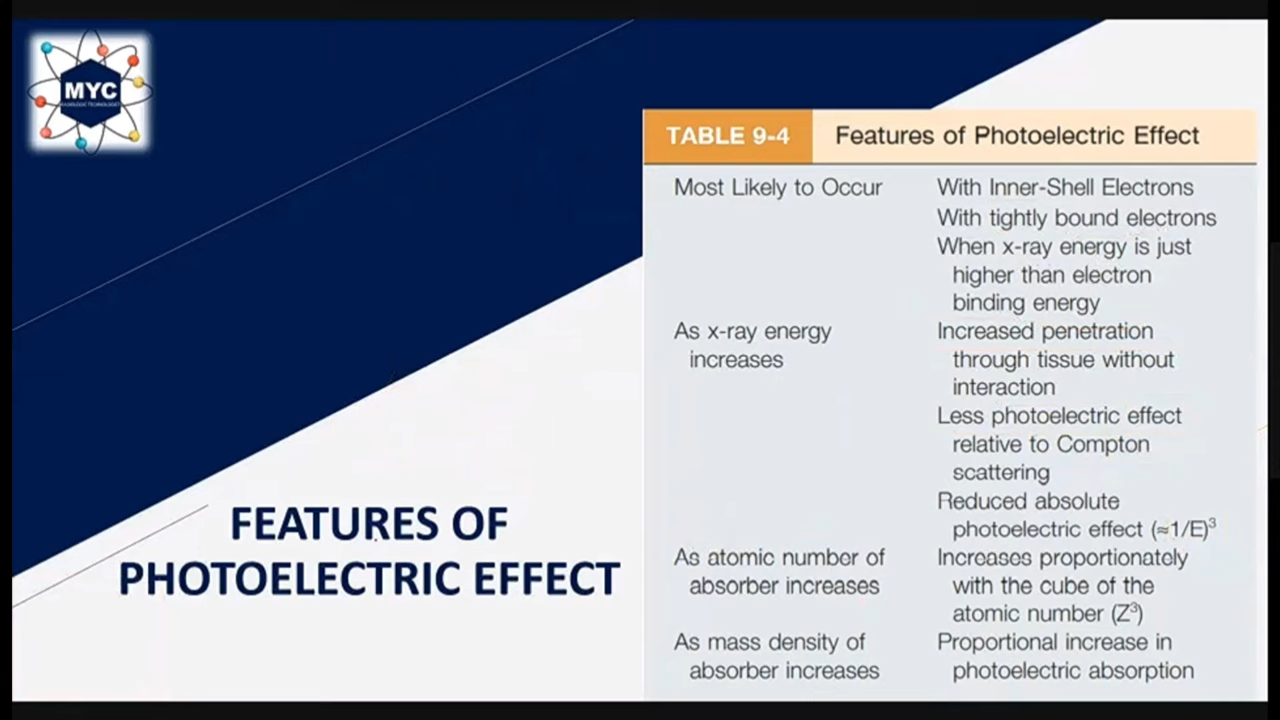 MYC
RADIOLOGIC TECHNOLOGIST
TABLE 9-4 Features of Photoelectric Effect
Most Likely to Occur With Inner-Shell Electrons
With tightly bound electrons
When x-ray energy is just
higher than electron
binding energy
As x-ray energy Increased penetration
increases through tissue without
interaction
Less photoelectric effect
relative to Compton
scattering
Reduced absolute
photoelectric effect (≈1/E)³
As atomic number of Increases proportionately
absorber increases with the cube of the
atomic number (Z³)
As mass density of Proportional increase in
absorber increases photoelectric absorption
FEATURES OF
PHOTOELECTRIC EFFECT